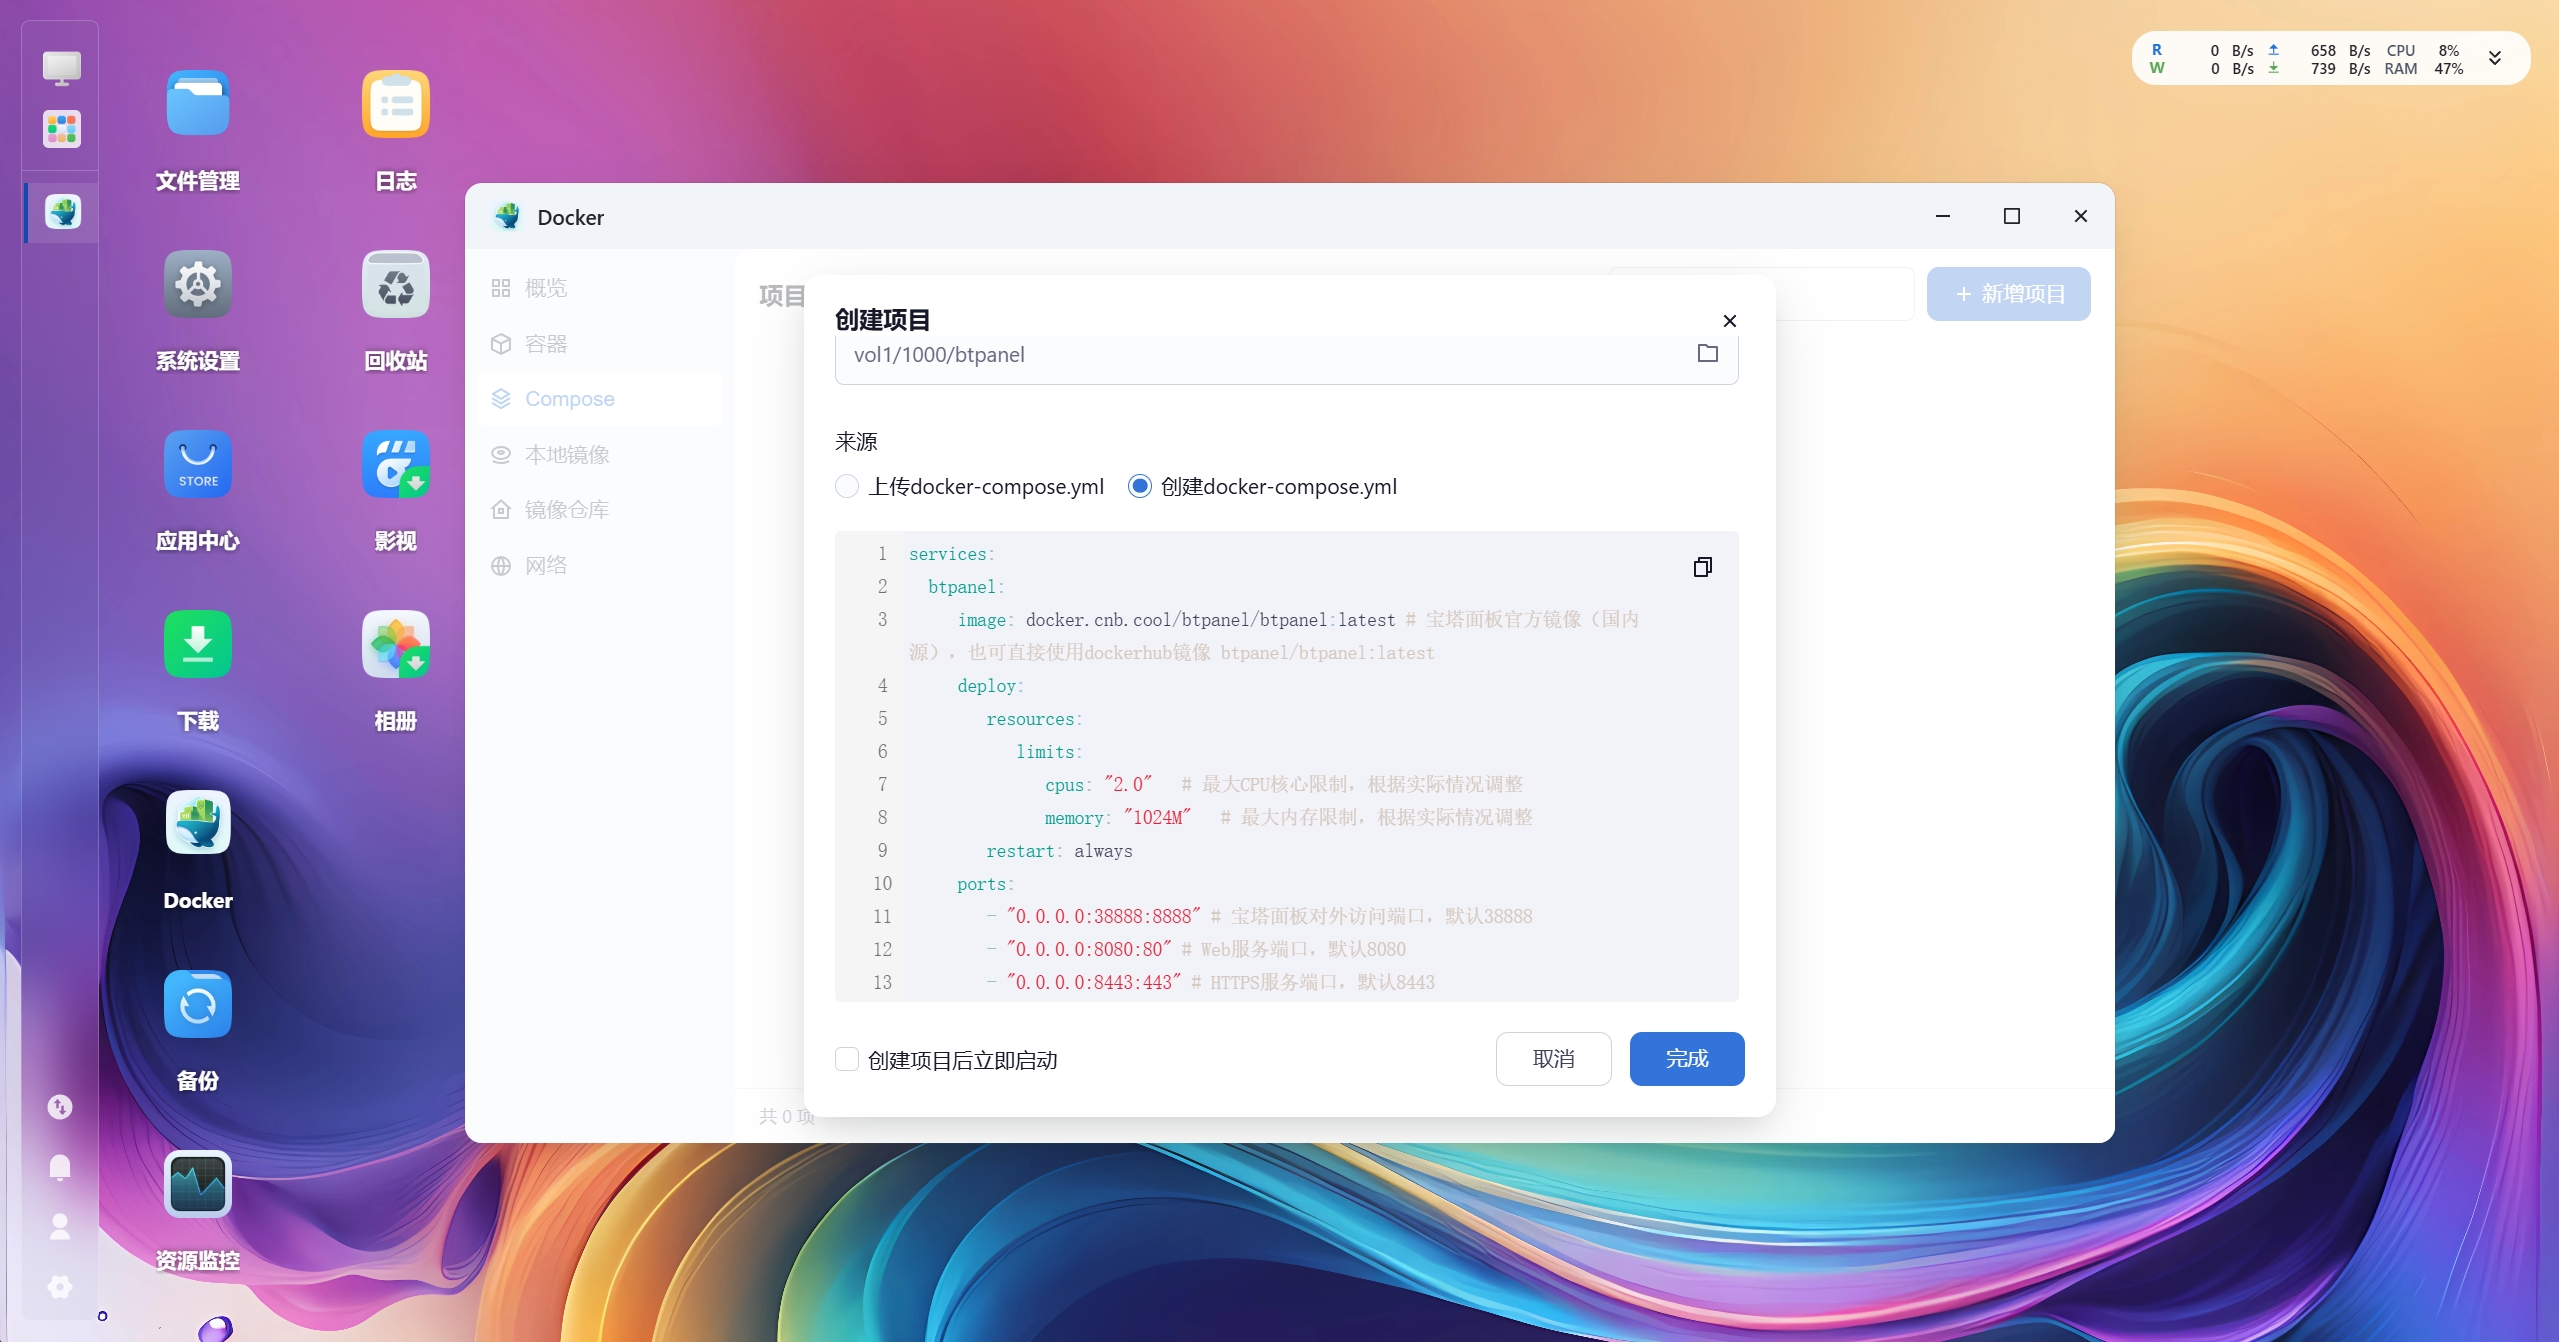 R 0 B/s 658 B/s CPU 8%
W 0 B/s 739 B/s RAM 47%
文件管理
日志
系统设置
回收站
STORE
应用中心
影视
下载
相册
Docker
备份
资源监控
Docker
概览
容器
Compose
本地镜像
镜像仓库
网络
项目
+ 新增项目
共 0 项
创建项目
vol1/1000/btpanel
来源
上传docker-compose.yml 创建docker-compose.yml
1 services:
2 btpanel:
3 image: docker.cnb.cool/btpanel/btpanel:latest # 宝塔面板官方镜像（国内
源），也可直接使用dockerhub镜像 btpanel/btpanel:latest
4 deploy:
5 resources:
6 limits:
7 cpus: "2.0" # 最大CPU核心限制，根据实际情况调整
8 memory: "1024M" # 最大内存限制，根据实际情况调整
9 restart: always
10 ports:
11 - "0.0.0.0:38888:8888" # 宝塔面板对外访问端口，默认38888
12 - "0.0.0.0:8080:80" # Web服务端口，默认8080
13 - "0.0.0.0:8443:443" # HTTPS服务端口，默认8443
创建项目后立即启动
取消
完成